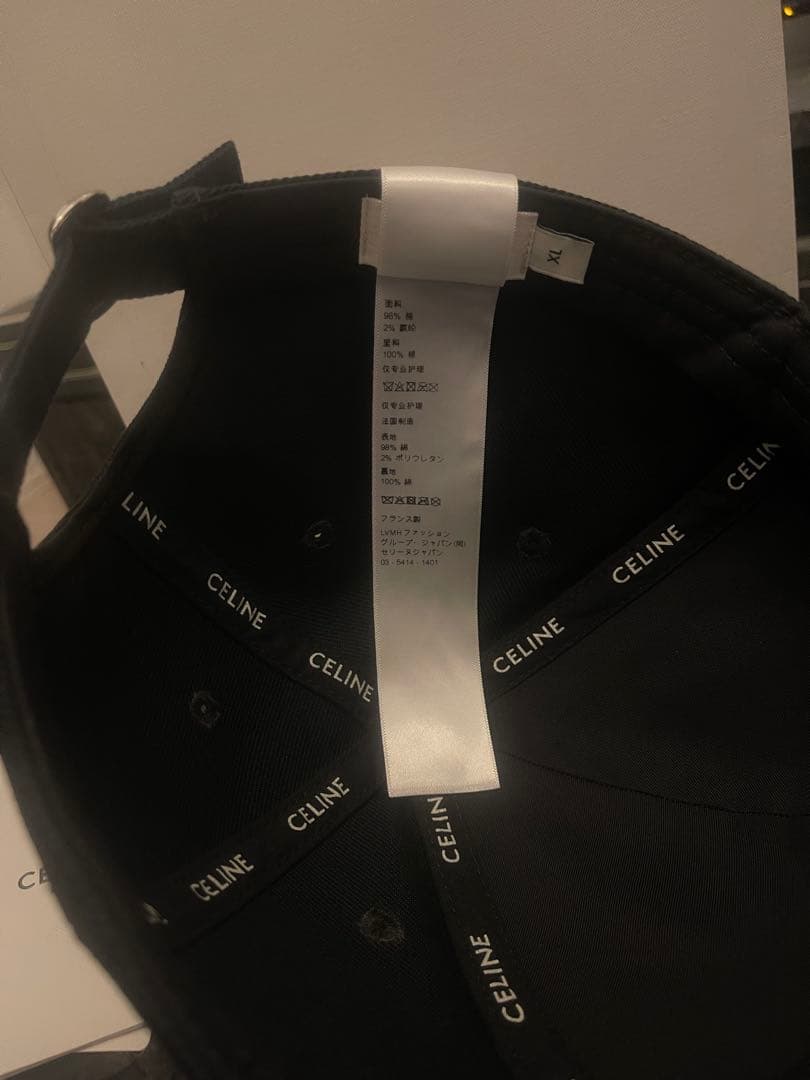 XL
面料
98% 棉
2% 氨纶
里料
100% 棉
仅专业护理
仅专业护理
法国制造
表地
98% 綿
2% ポリウレタン
裏地
100% 綿
フランス製
LVMH ファッション
グループ・ジャパン(株)
セリーヌジャパン
03 - 5414 - 1401
LINE
CELINE
CELINE
CELINE
CELINE
CELIN
CELINE
CELINE
CELIN
CELINE
CE